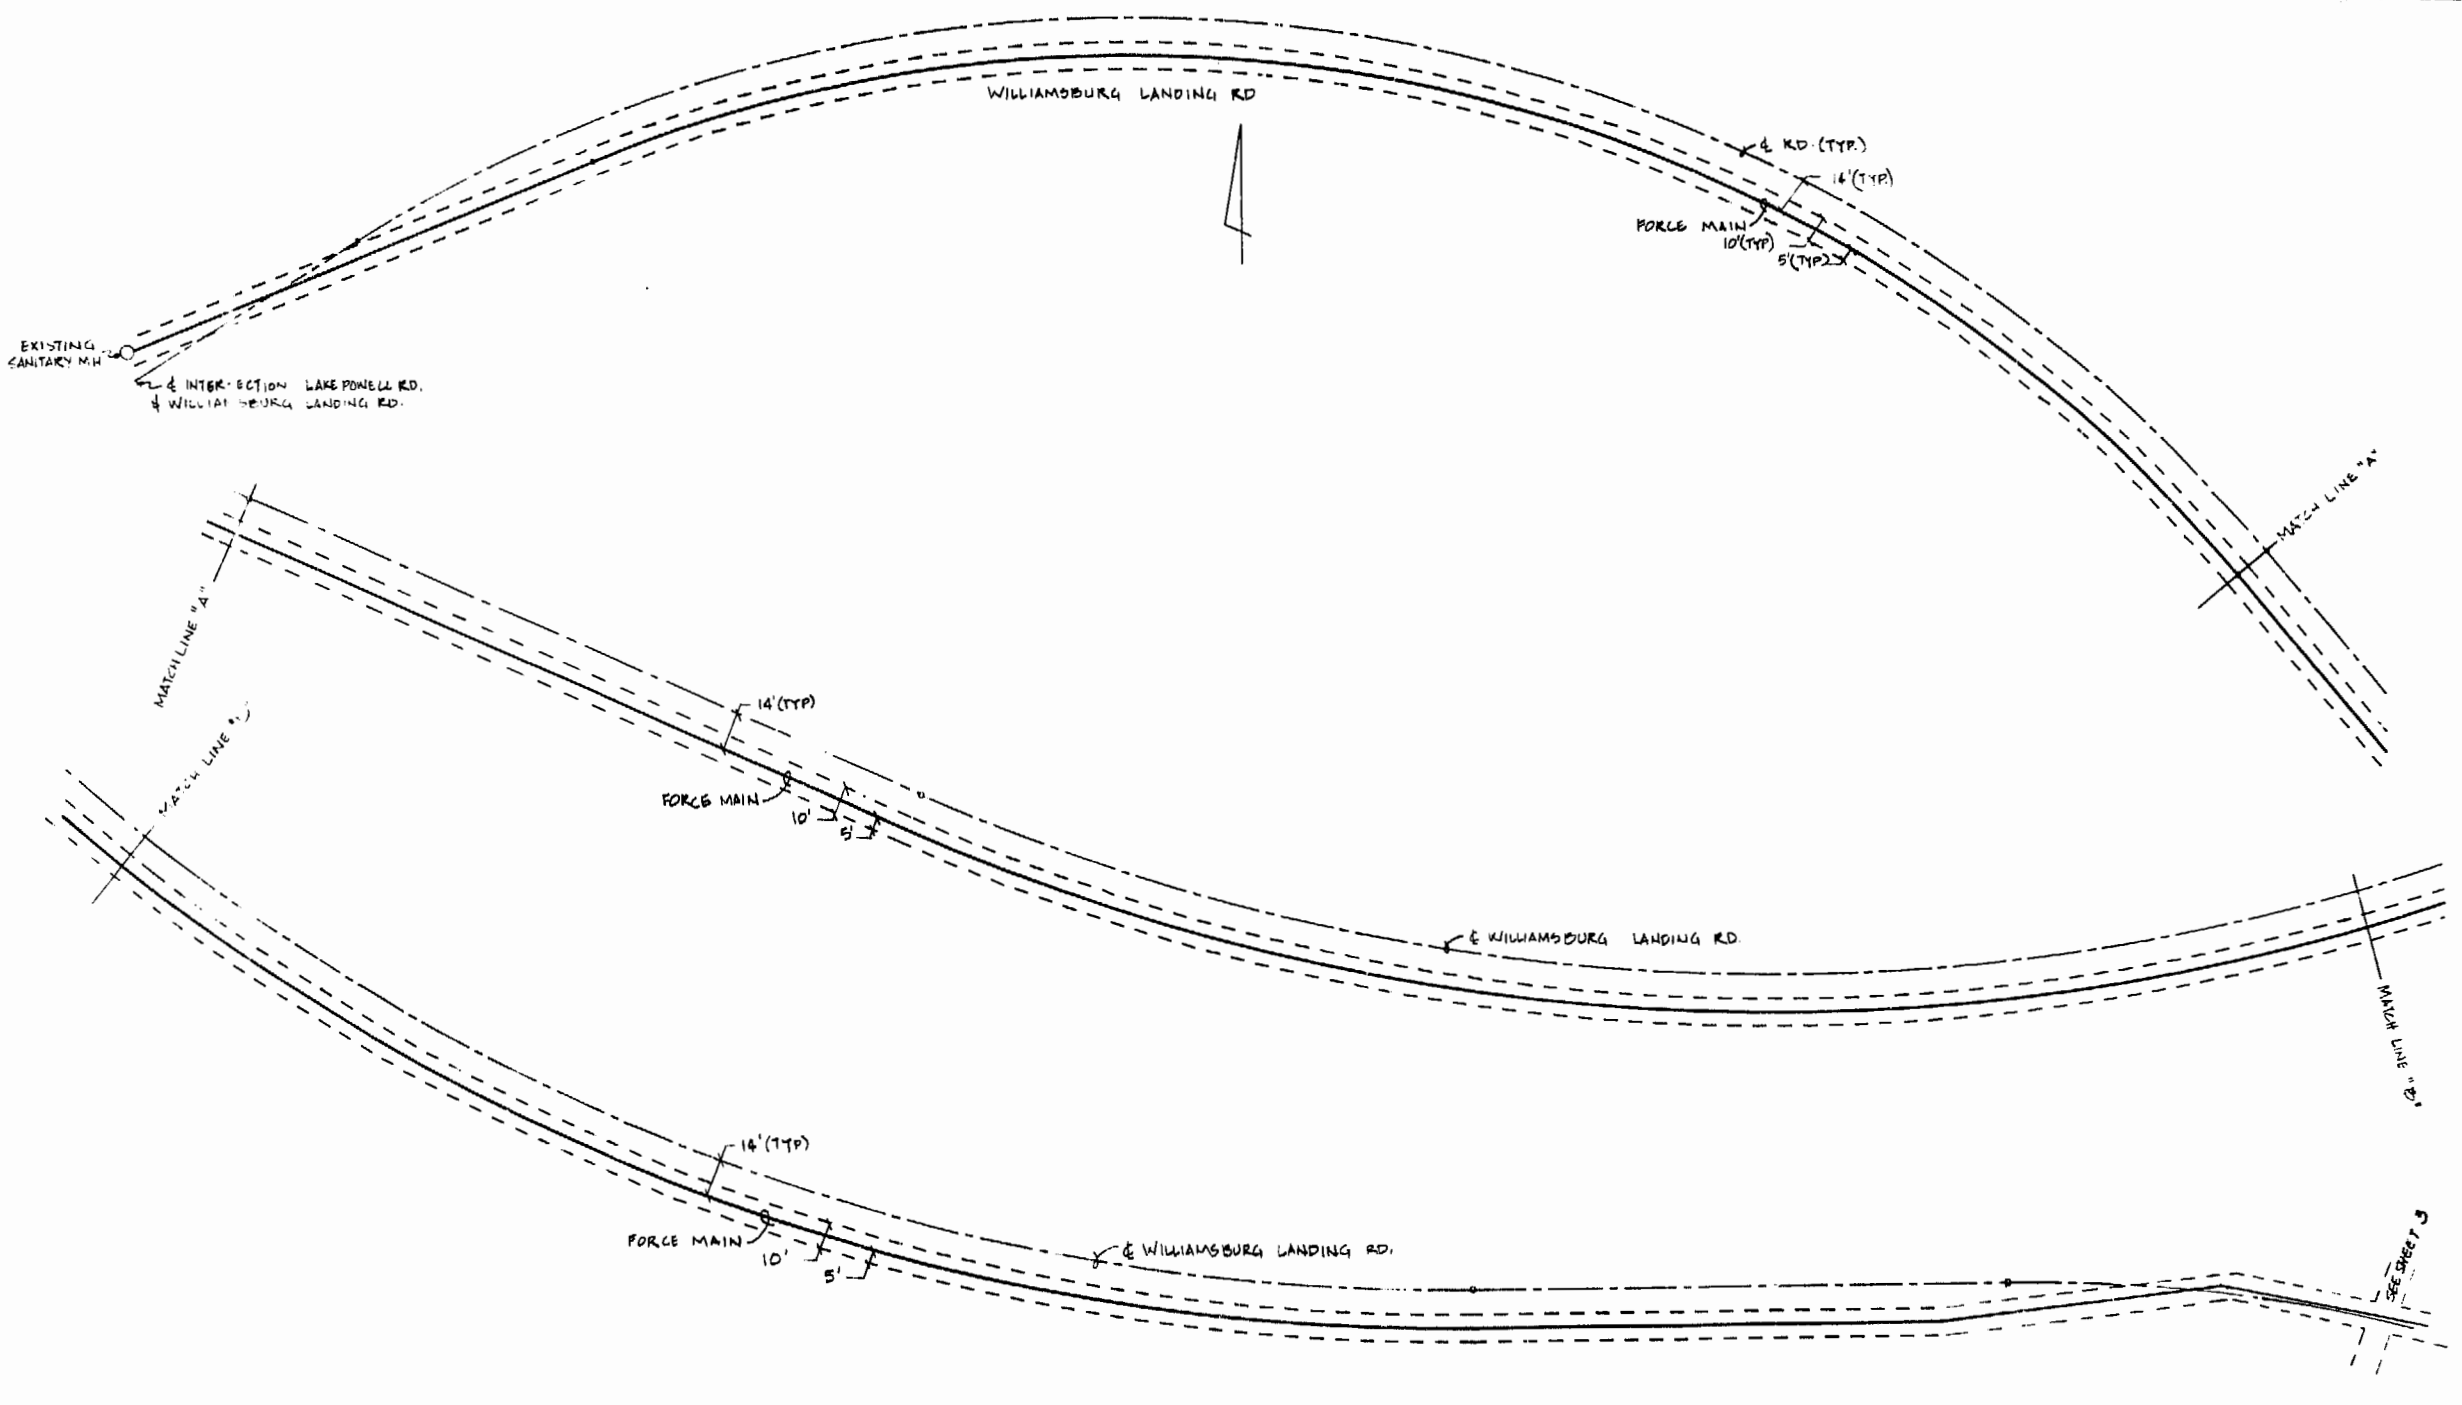 WILLIAMSBURG LANDING RD
℄ RD. (TYP.)
14'(TYP.)
FORCE MAIN
10'(TYP)
5'(TYP)
EXISTING
SANITARY MH
℄ INTERSECTION LAKE POWELL RD.
& WILLIAMSBURG LANDING RD.
MATCH LINE "A"
MATCH LINE "A"
14'(TYP)
FORCE MAIN
10'
5'
℄ WILLIAMSBURG LANDING RD.
MATCH LINE "B"
MATCH LINE
14'(TYP)
FORCE MAIN
10'
5'
℄ WILLIAMSBURG LANDING RD.
SEE SHEET 3